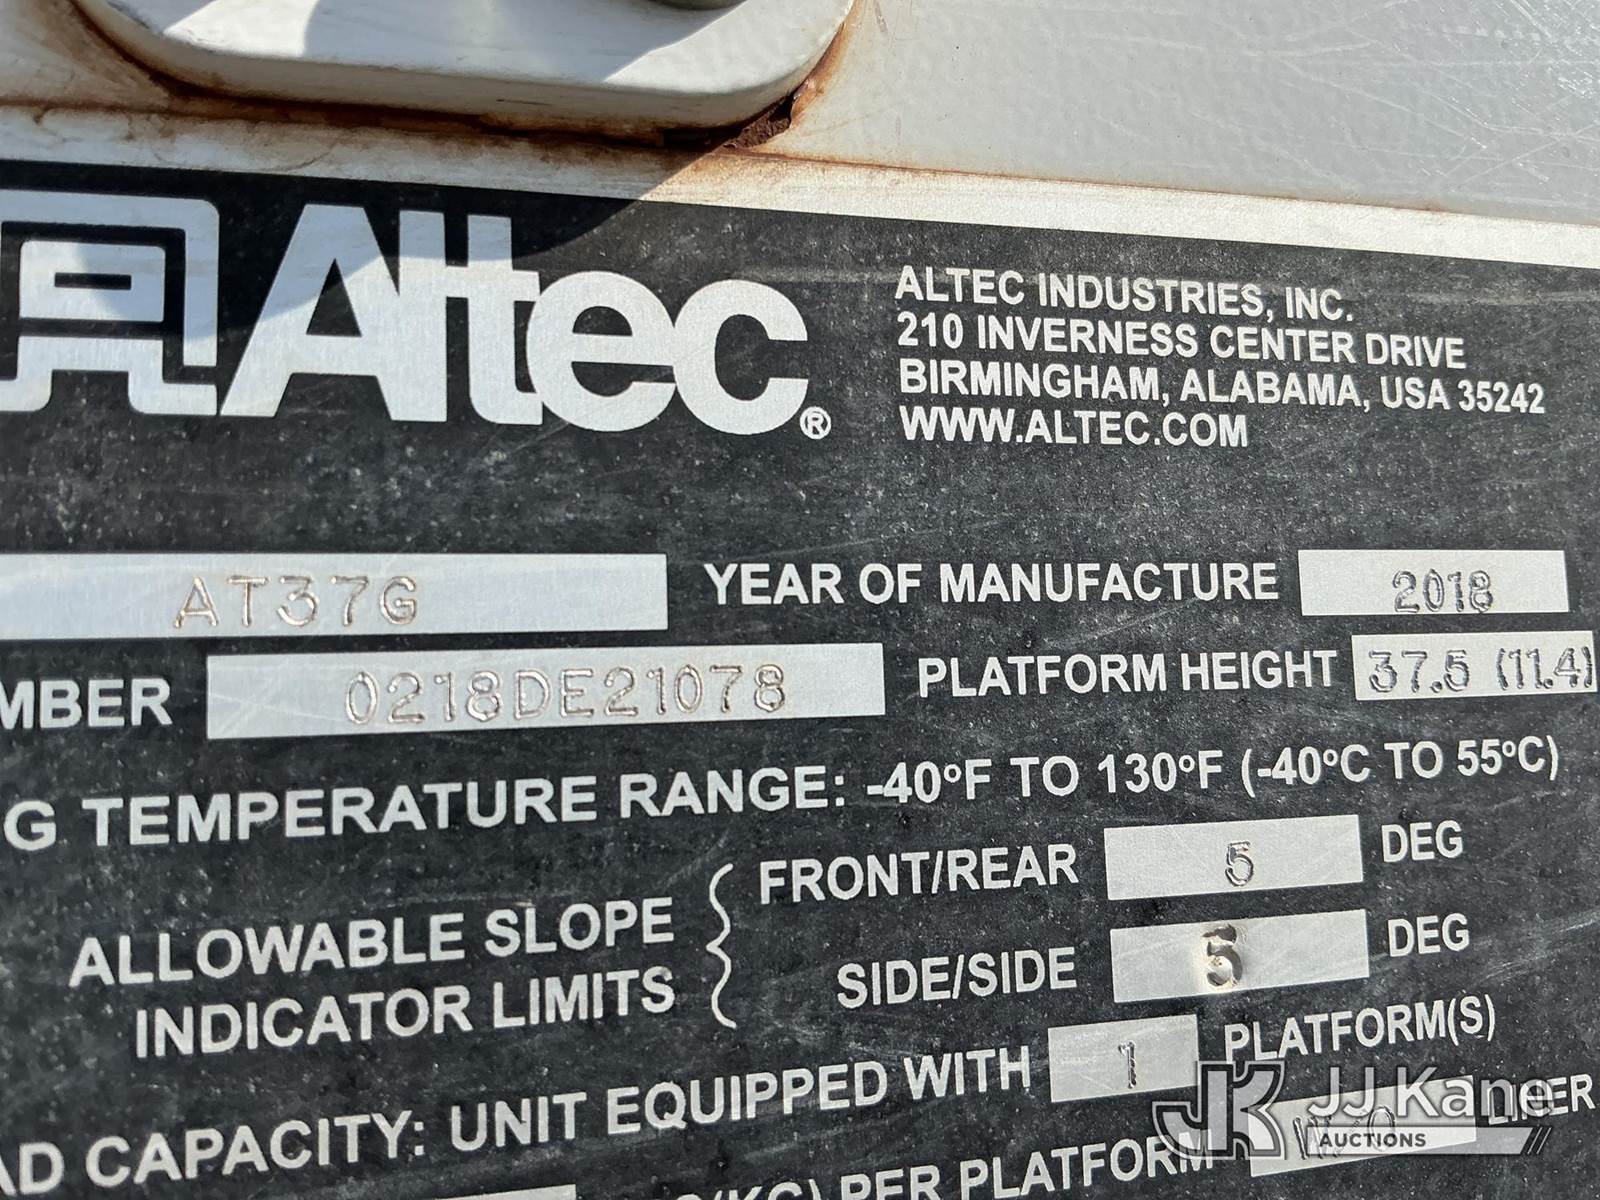 Altec®
ALTEC INDUSTRIES, INC.
210 INVERNESS CENTER DRIVE
BIRMINGHAM, ALABAMA, USA 35242
WWW.ALTEC.COM
AT37G YEAR OF MANUFACTURE 2018
MBER 0218DE21078 PLATFORM HEIGHT 37.5 (11.4)
G TEMPERATURE RANGE: -40°F TO 130°F (-40°C TO 55°C)
ALLOWABLE SLOPE INDICATOR LIMITS
FRONT/REAR 5 DEG
SIDE/SIDE 5 DEG
AD CAPACITY: UNIT EQUIPPED WITH 1 PLATFORM(S)
W/O LINER
(KG) PER PLATFORM
JJ Kane
AUCTIONS